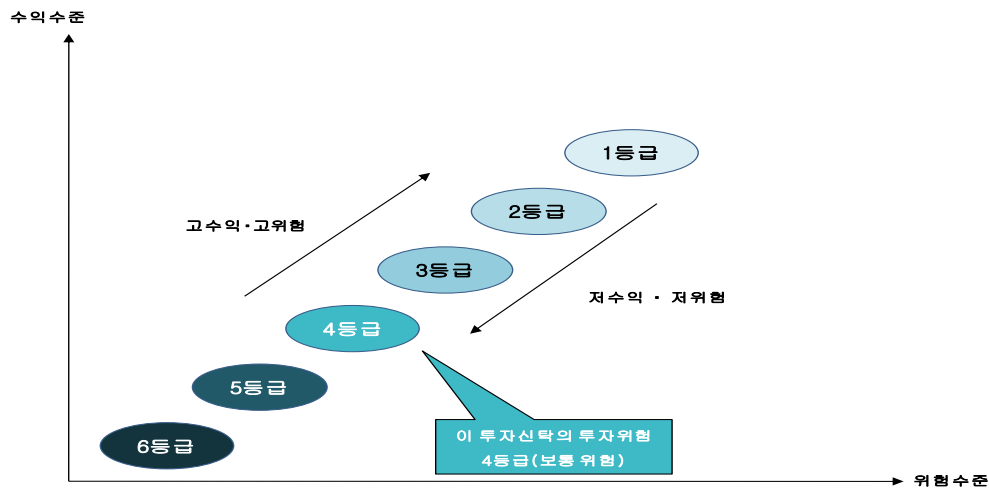 수익수준
1등급
2등급
고수익·고위험
3등급
저수익 · 저위험
4등급
5등급
이 투자신탁의 투자위험
4등급(보통 위험)
6등급
위험수준